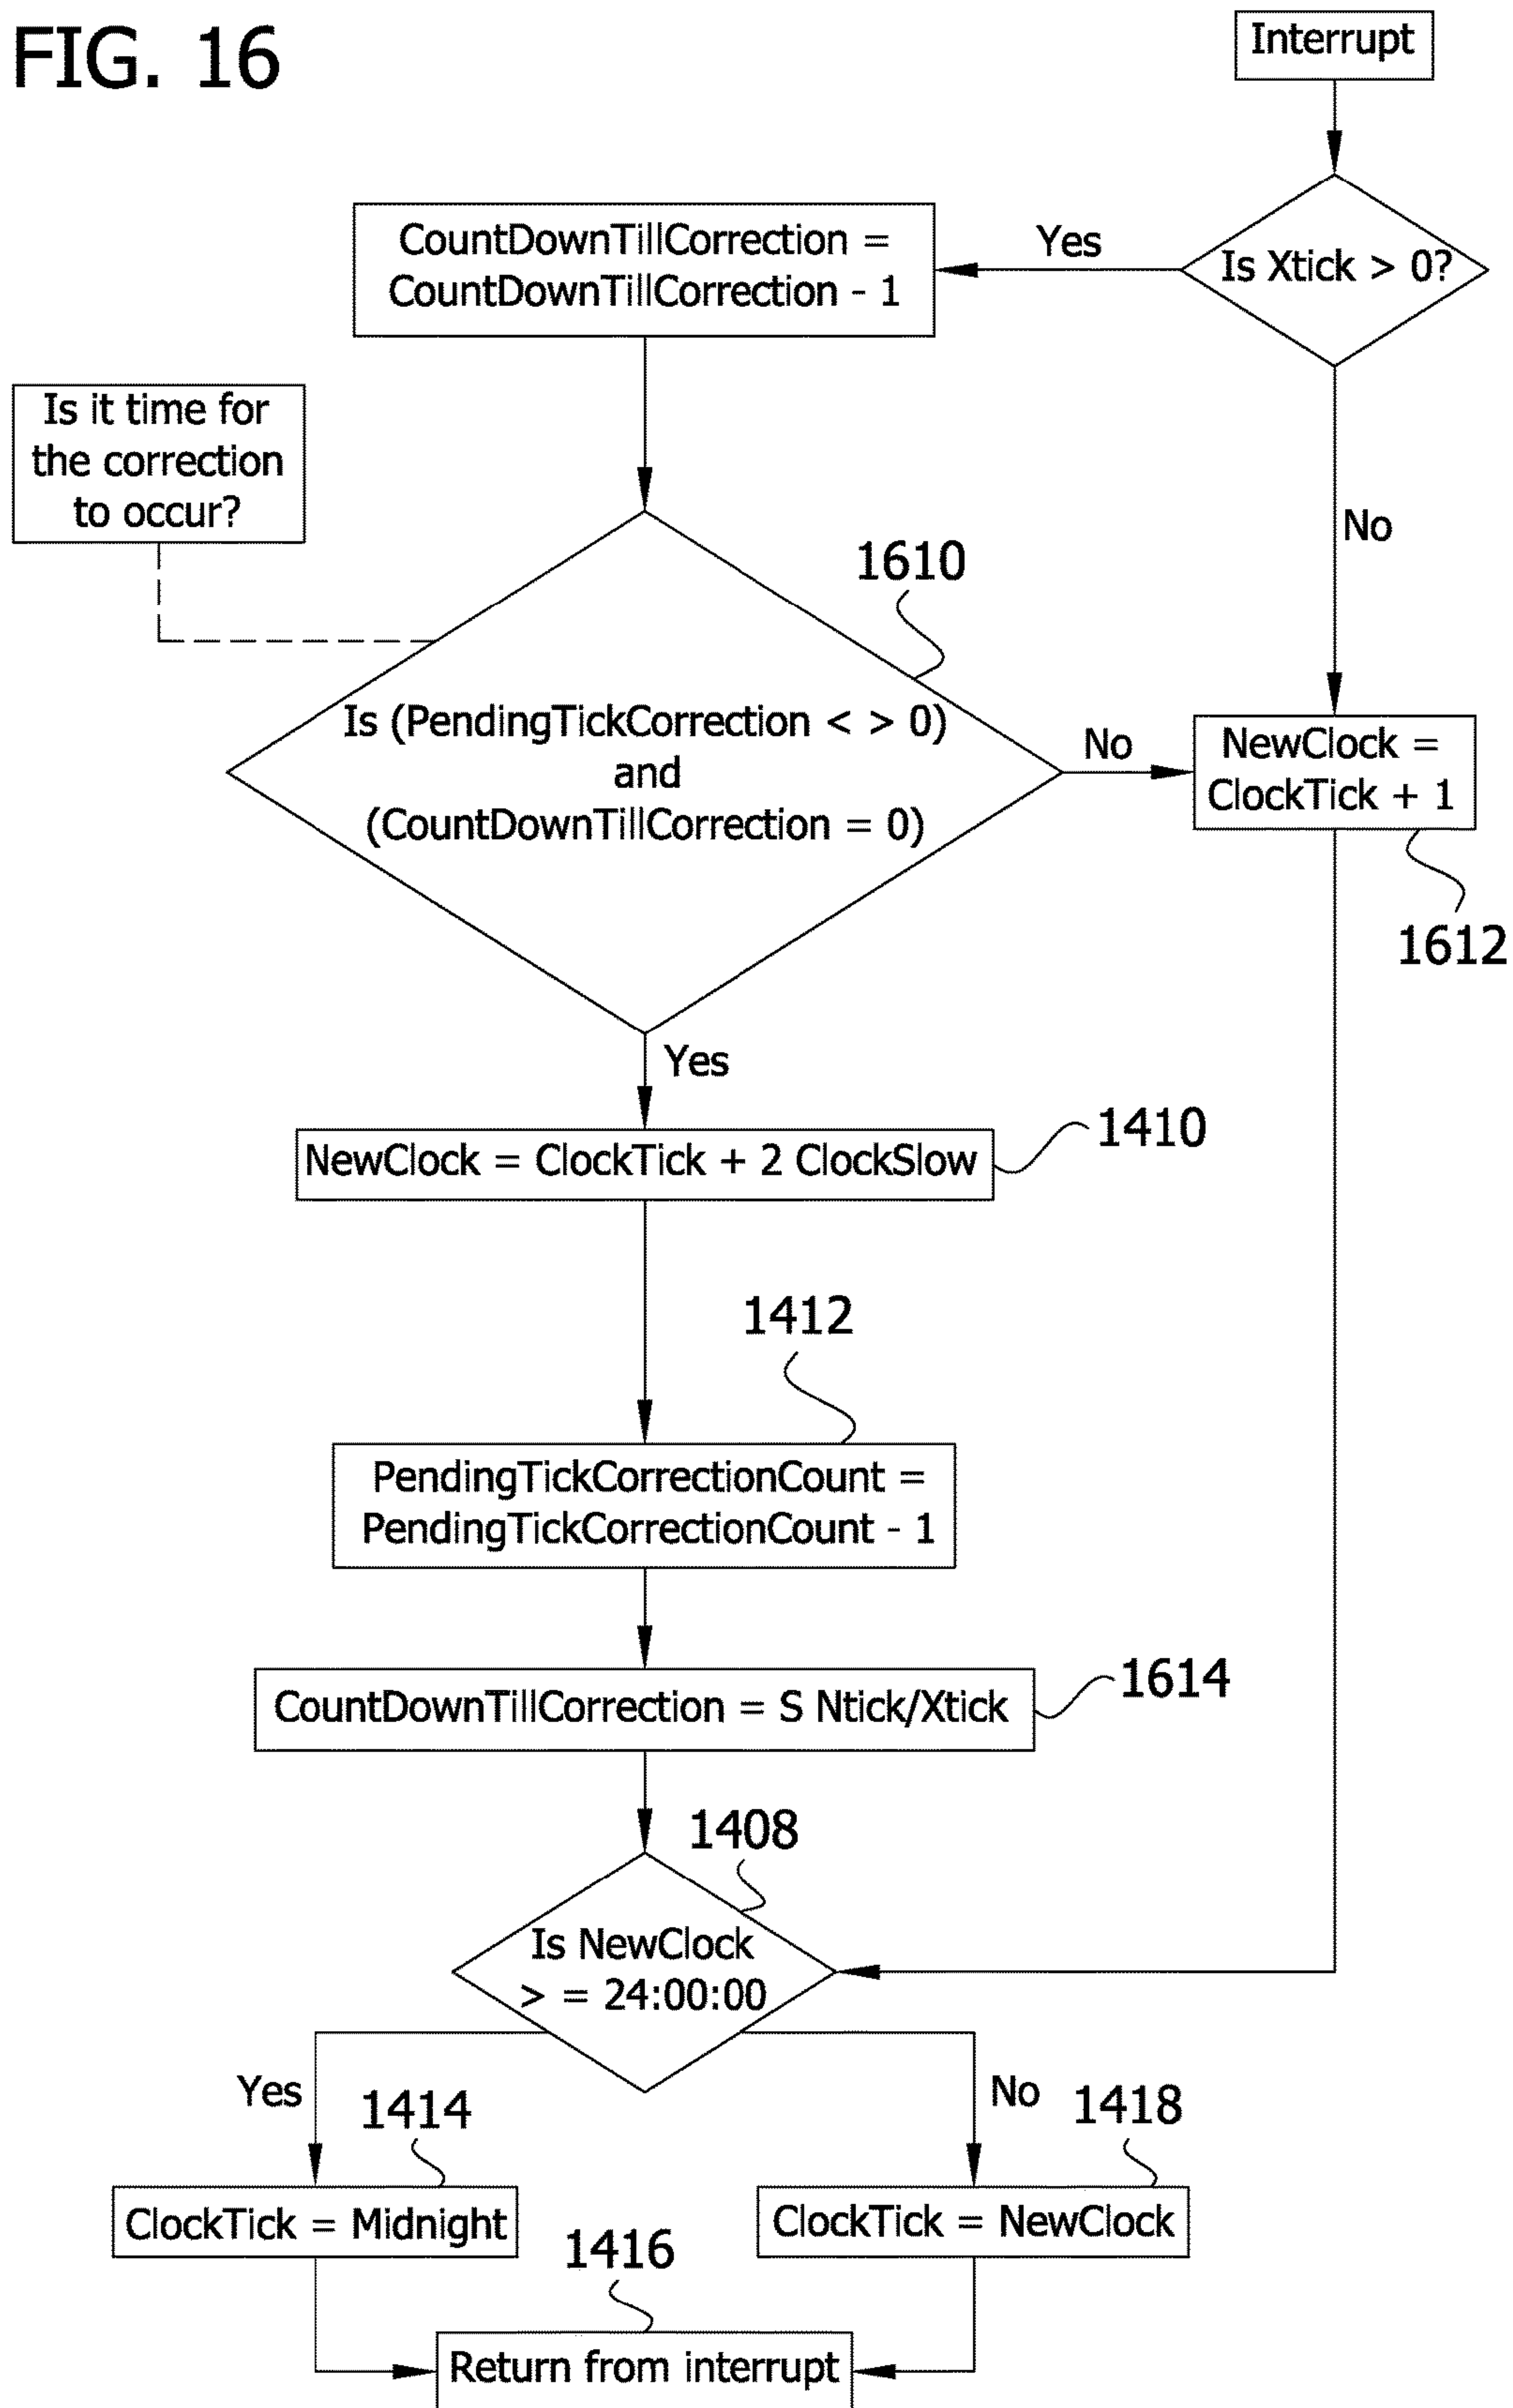 FIG. 16
Interrupt
Is Xtick > 0?
Yes
No
CountDownTillCorrection =
CountDownTillCorrection - 1
Is it time for
the correction
to occur?
1610
Is (PendingTickCorrection < > 0)
and
(CountDownTillCorrection = 0)
No
NewClock =
ClockTick + 1
1612
Yes
NewClock = ClockTick + 2 ClockSlow
1410
1412
PendingTickCorrectionCount =
PendingTickCorrectionCount - 1
CountDownTillCorrection = S Ntick/Xtick
1614
1408
Is NewClock
> = 24:00:00
Yes
No
1414
1418
ClockTick = Midnight
ClockTick = NewClock
1416
Return from interrupt